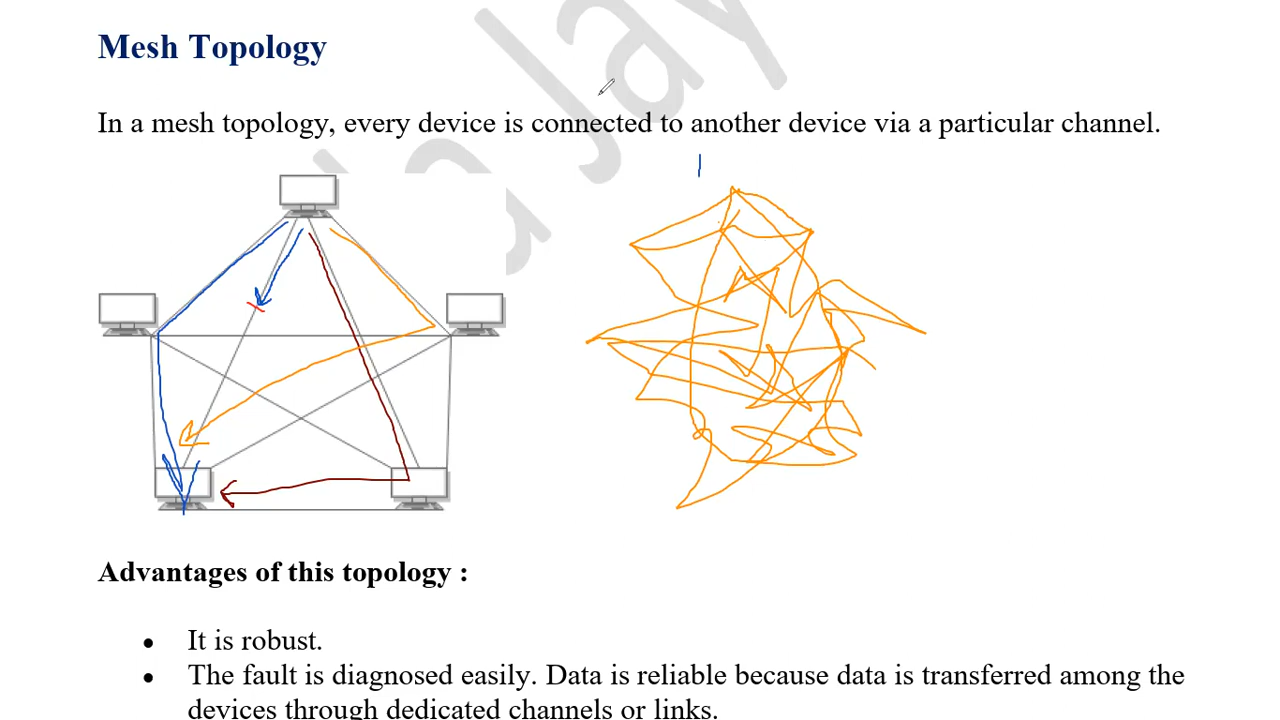 Mesh Topology
In a mesh topology, every device is connected to another device via a particular channel.
Advantages of this topology :
• It is robust.
• The fault is diagnosed easily. Data is reliable because data is transferred among the
devices through dedicated channels or links.